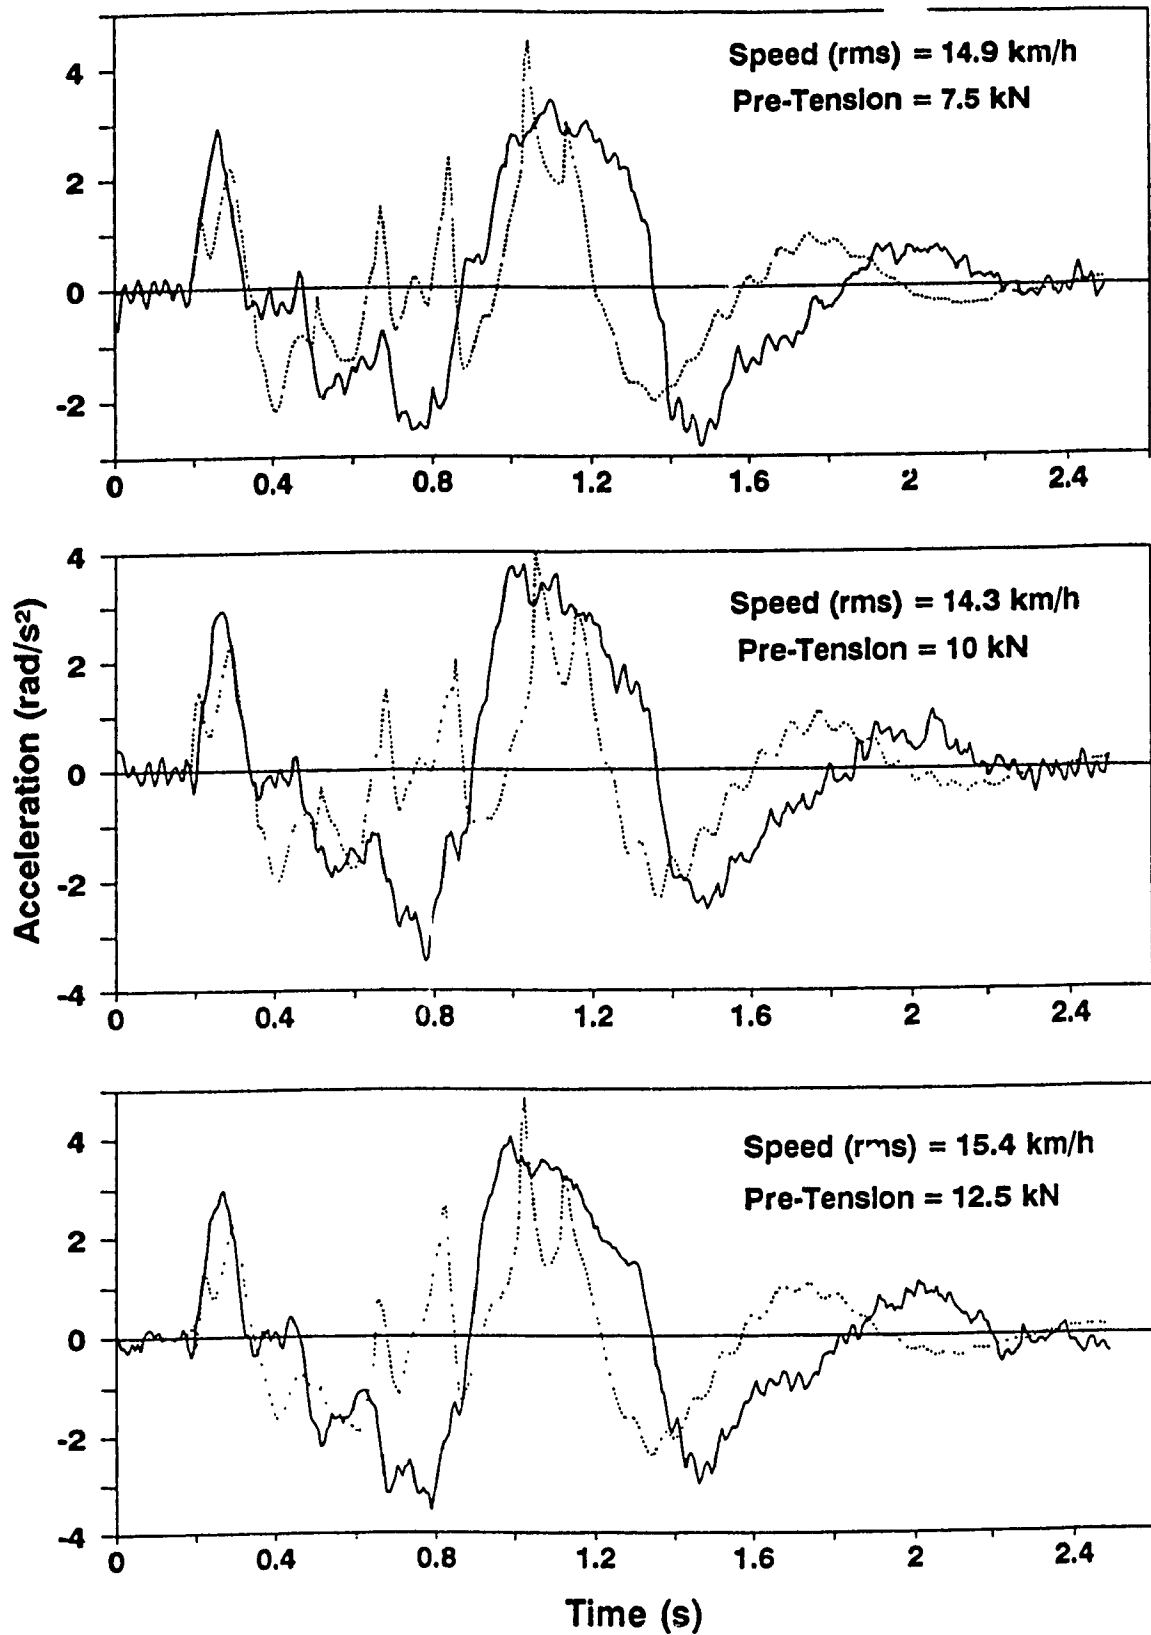 Speed (rms) = 14.9 km/h
Pre-Tension = 7.5 kN
4
2
0
-2
0 0.4 0.8 1.2 1.6 2 2.4
Speed (rms) = 14.3 km/h
Pre-Tension = 10 kN
4
2
0
-2
-4
0 0.4 0.8 1.2 1.6 2 2.4
Acceleration (rad/s²)
Speed (rms) = 15.4 km/h
Pre-Tension = 12.5 kN
4
2
0
-2
-4
0 0.4 0.8 1.2 1.6 2 2.4
Time (s)